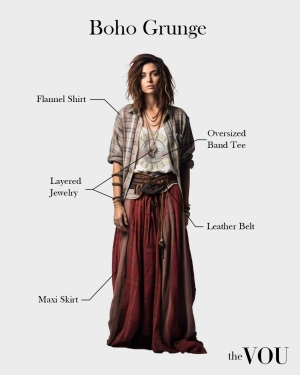 Boho Grunge
Flannel Shirt
Oversized
Band Tee
Layered
Jewelry
Leather Belt
Maxi Skirt
the VOU